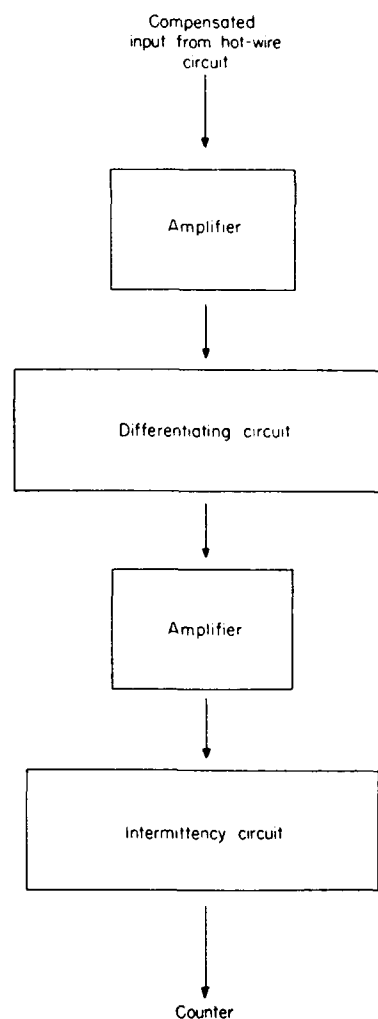 Compensated
input from hot-wire
circuit
Amplifier
Differentiating circuit
Amplifier
Intermittency circuit
Counter